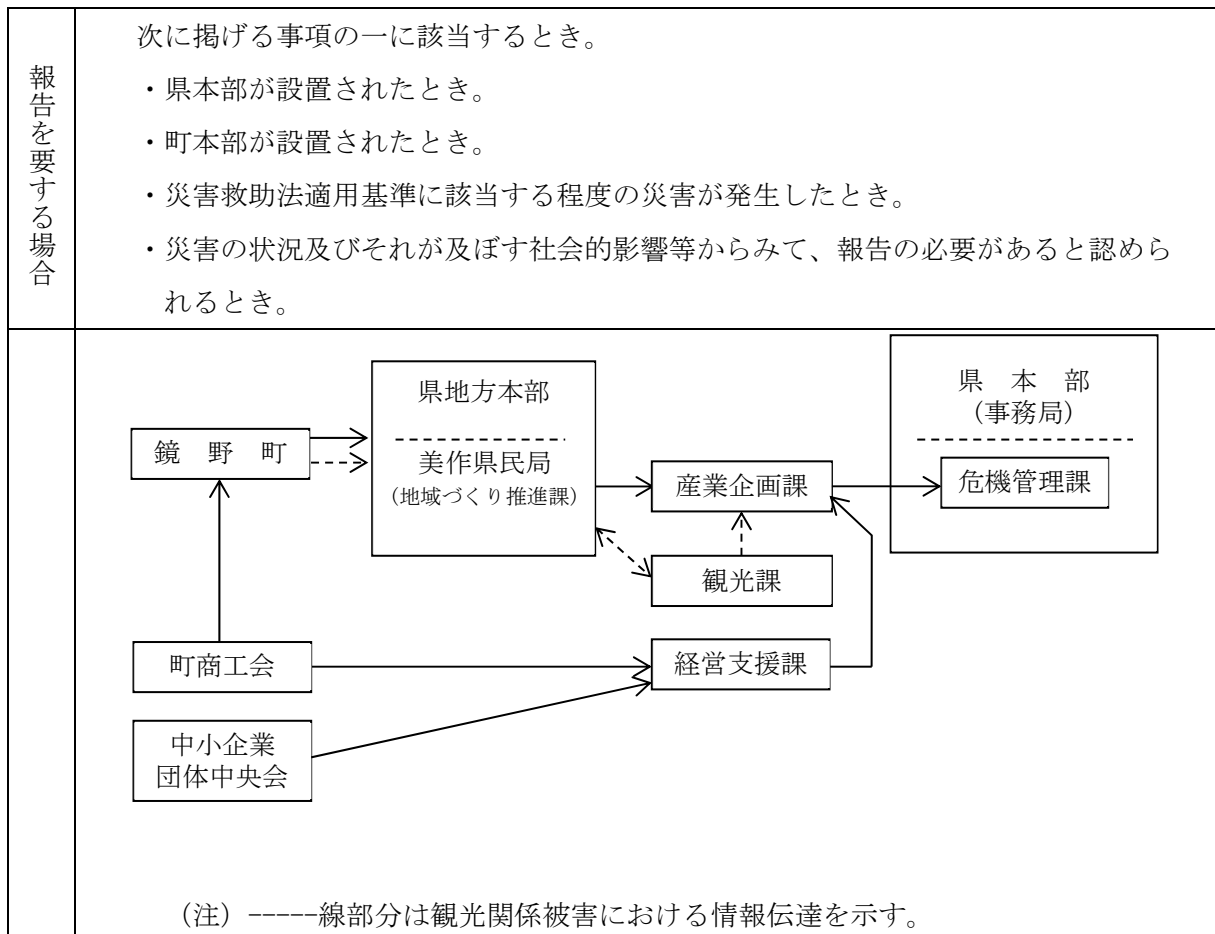 報告を要する場合
次に掲げる事項の一に該当するとき。
・県本部が設置されたとき。
・町本部が設置されたとき。
・災害救助法適用基準に該当する程度の災害が発生したとき。
・災害の状況及びそれが及ぼす社会的影響等からみて、報告の必要があると認めら
れるとき。
県地方本部
県　本　部
（事務局）
鏡　野　町
美作県民局
（地域づくり推進課）
産業企画課
危機管理課
観光課
町商工会
経営支援課
中小企業
団体中央会
（注）-----線部分は観光関係被害における情報伝達を示す。